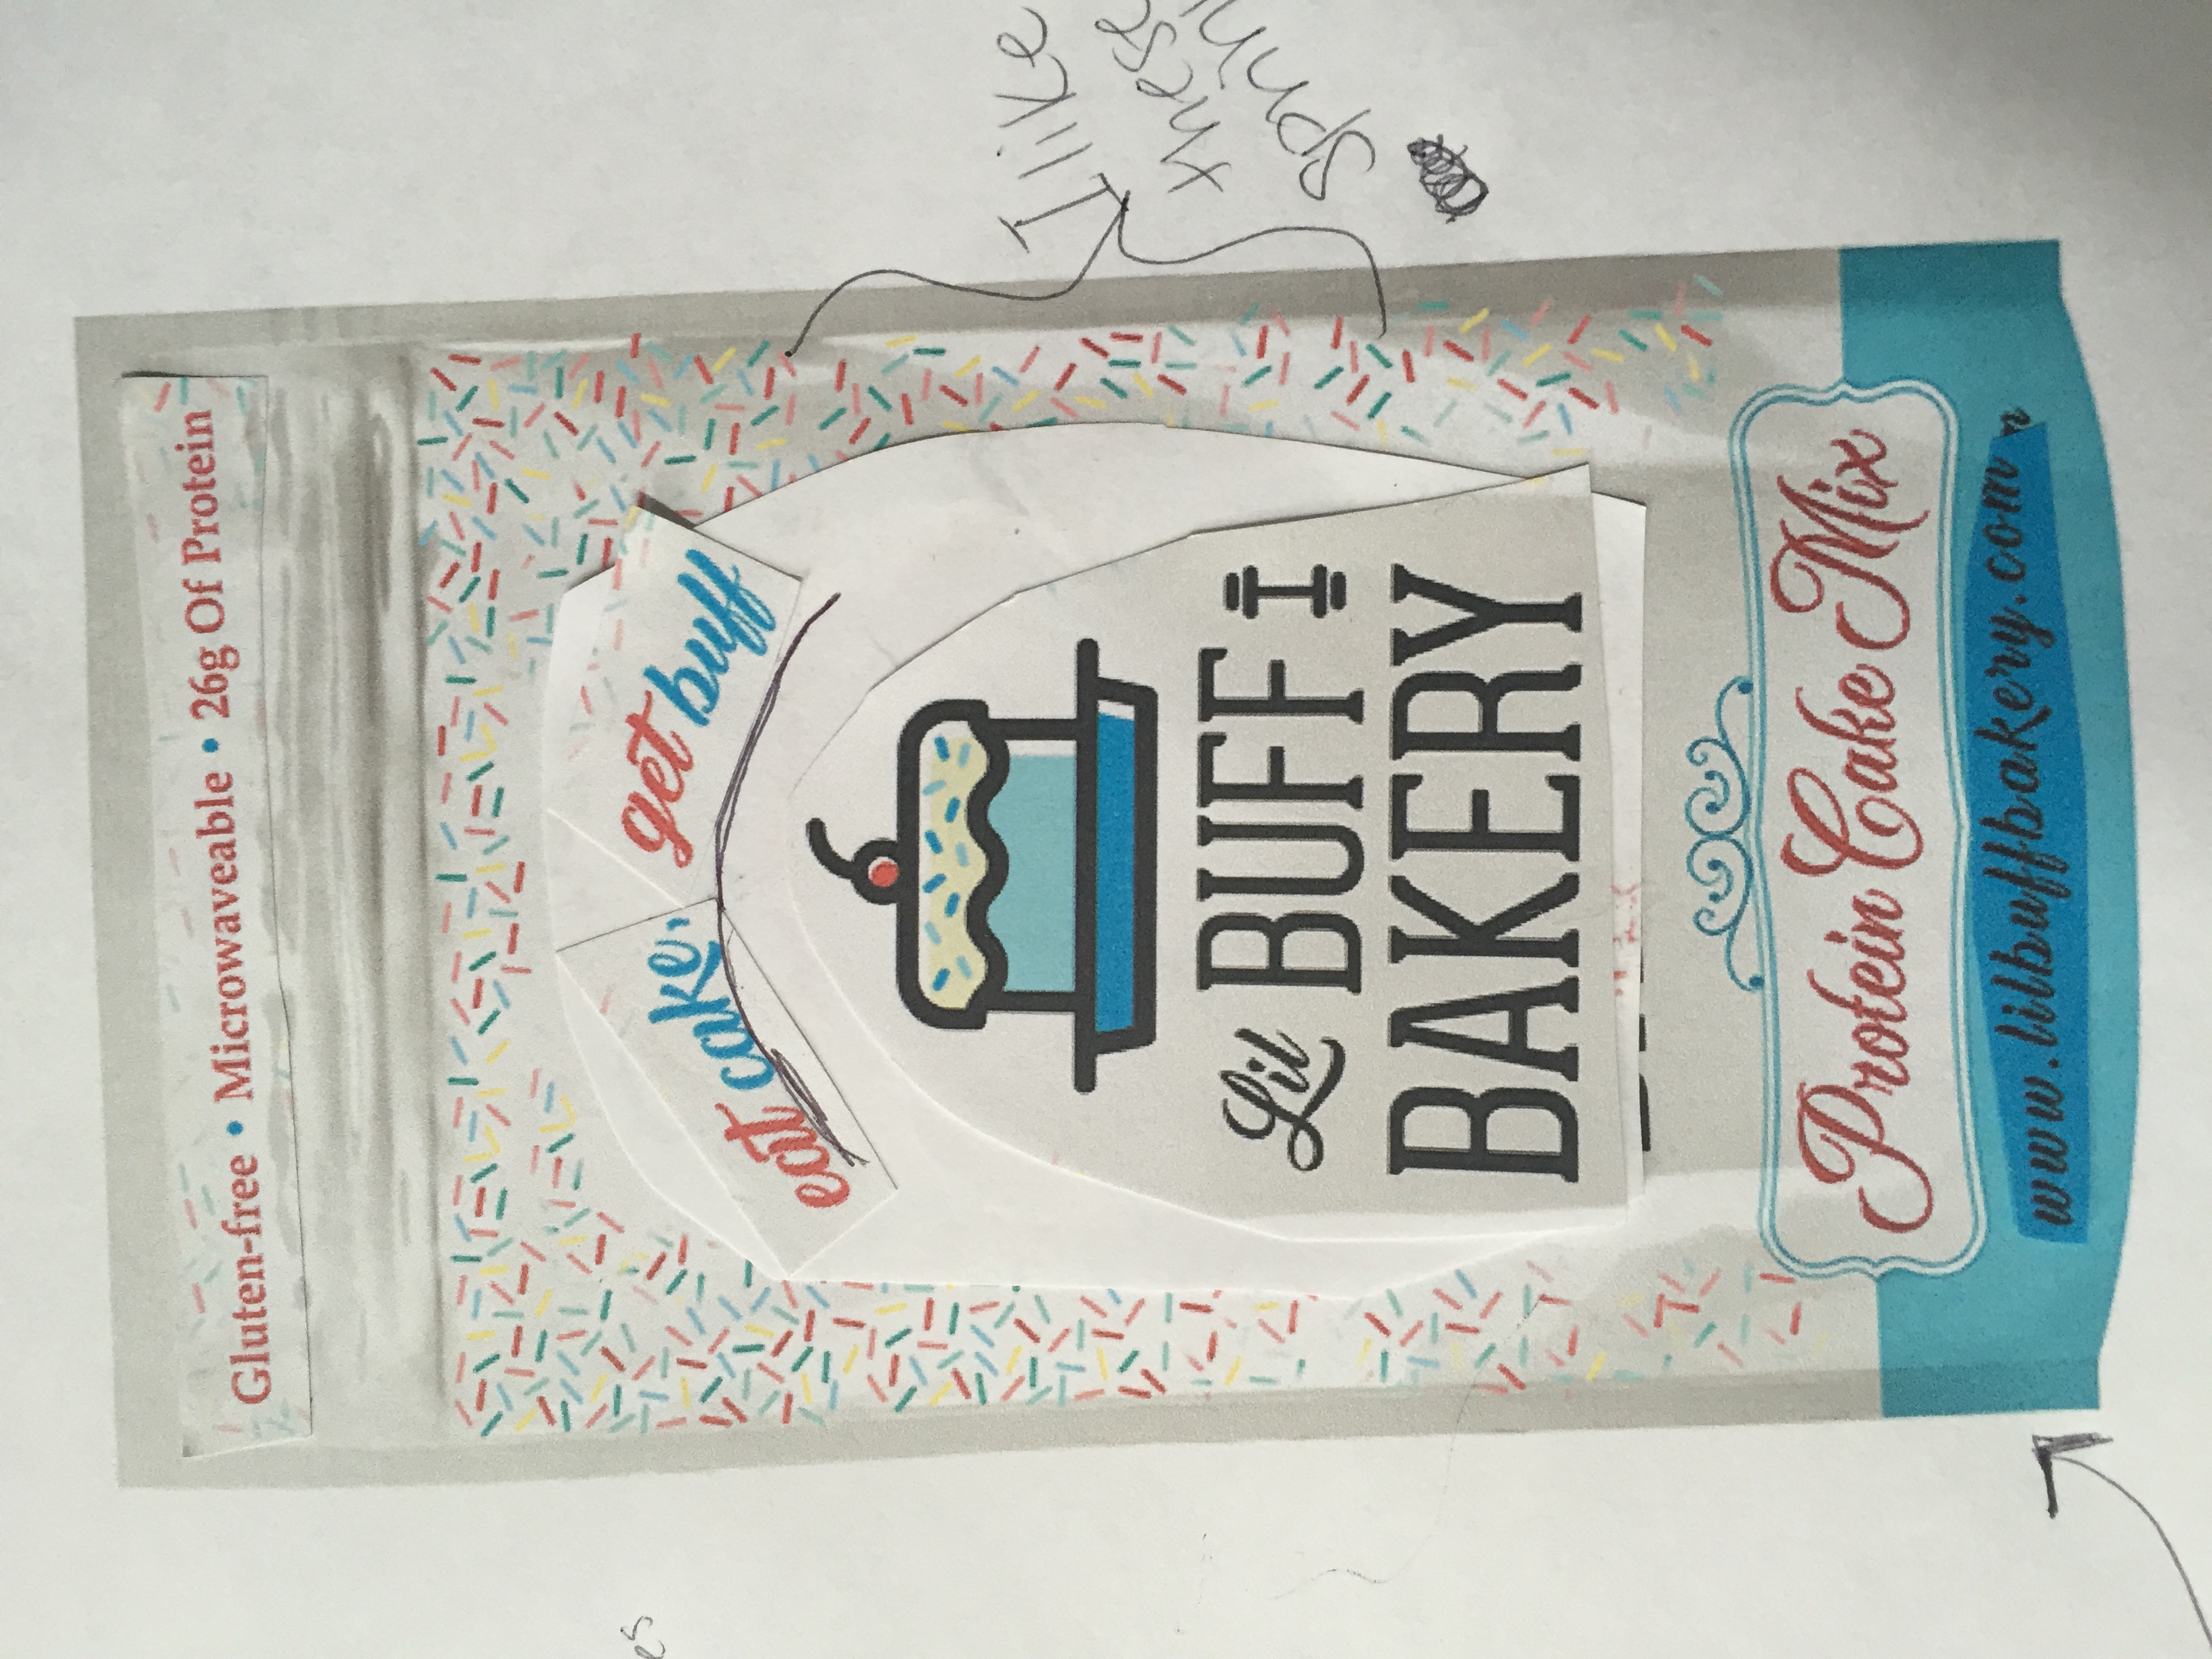 Gluten-free • Microwaveable • 26g Of Protein
eat cake, get buff
Lil BUFF
BAKERY
Protein Cake Mix
www.lilbuffbakery.com
I like
these